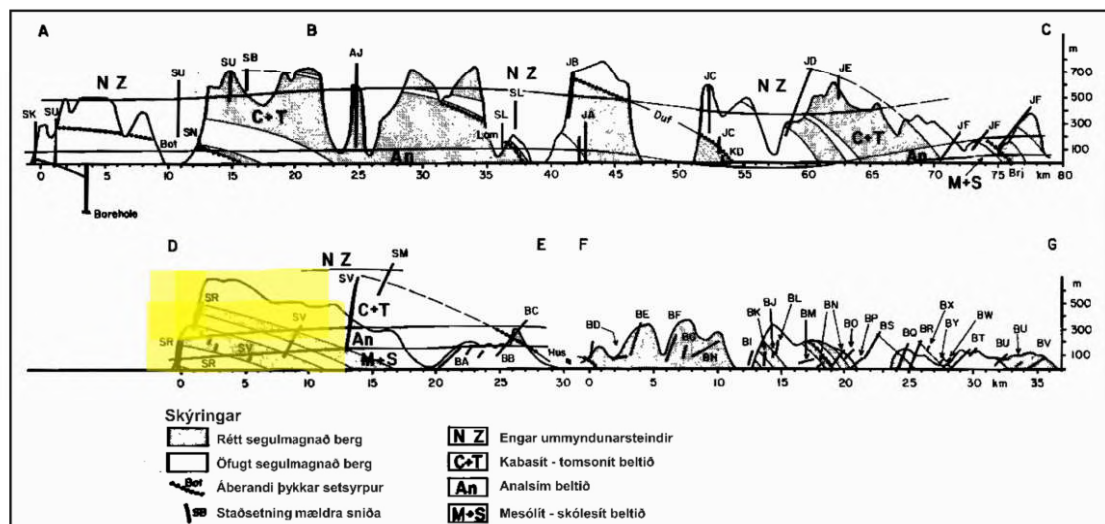 A B C
m
N Z SU SU SB AJ N Z JB N Z JD JE
700
SK SU C+T SL JC C+T JF
500
Bot SN Lam SL JA Duf JC JF JF
300
An KD An
100
M+S Brj
0 5 10 15 20 25 30 35 40 45 50 55 60 65 70 75 km 80
Borehole
D E F G
N Z SM
SV
SR C+T BC BD BE BF BJ BL BN BX
500
SV BK BM BO BP BS BQ BR BY BW BT BU
300
SR An
SV M+S BA BB Hus BG BH BI BU BV
100
SR
0 5 10 15 20 25 30 0 5 10 15 20 25 30 km 35
Skýringar
Rétt segulmagnað berg
Öfugt segulmagnað berg
Bot Áberandi þykkar setsyrpur
SB Staðsetning mældra sniða
N Z Engar ummyndunarsteindir
C+T Kabasít - tomsonít beltið
An Analsím beltið
M+S Mesólít - skólesít beltið